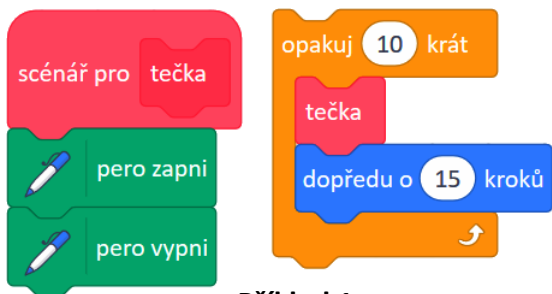 scénář pro tečka
pero zapni
pero vypni
opakuj 10 krát
tečka
dopředu o 15 kroků